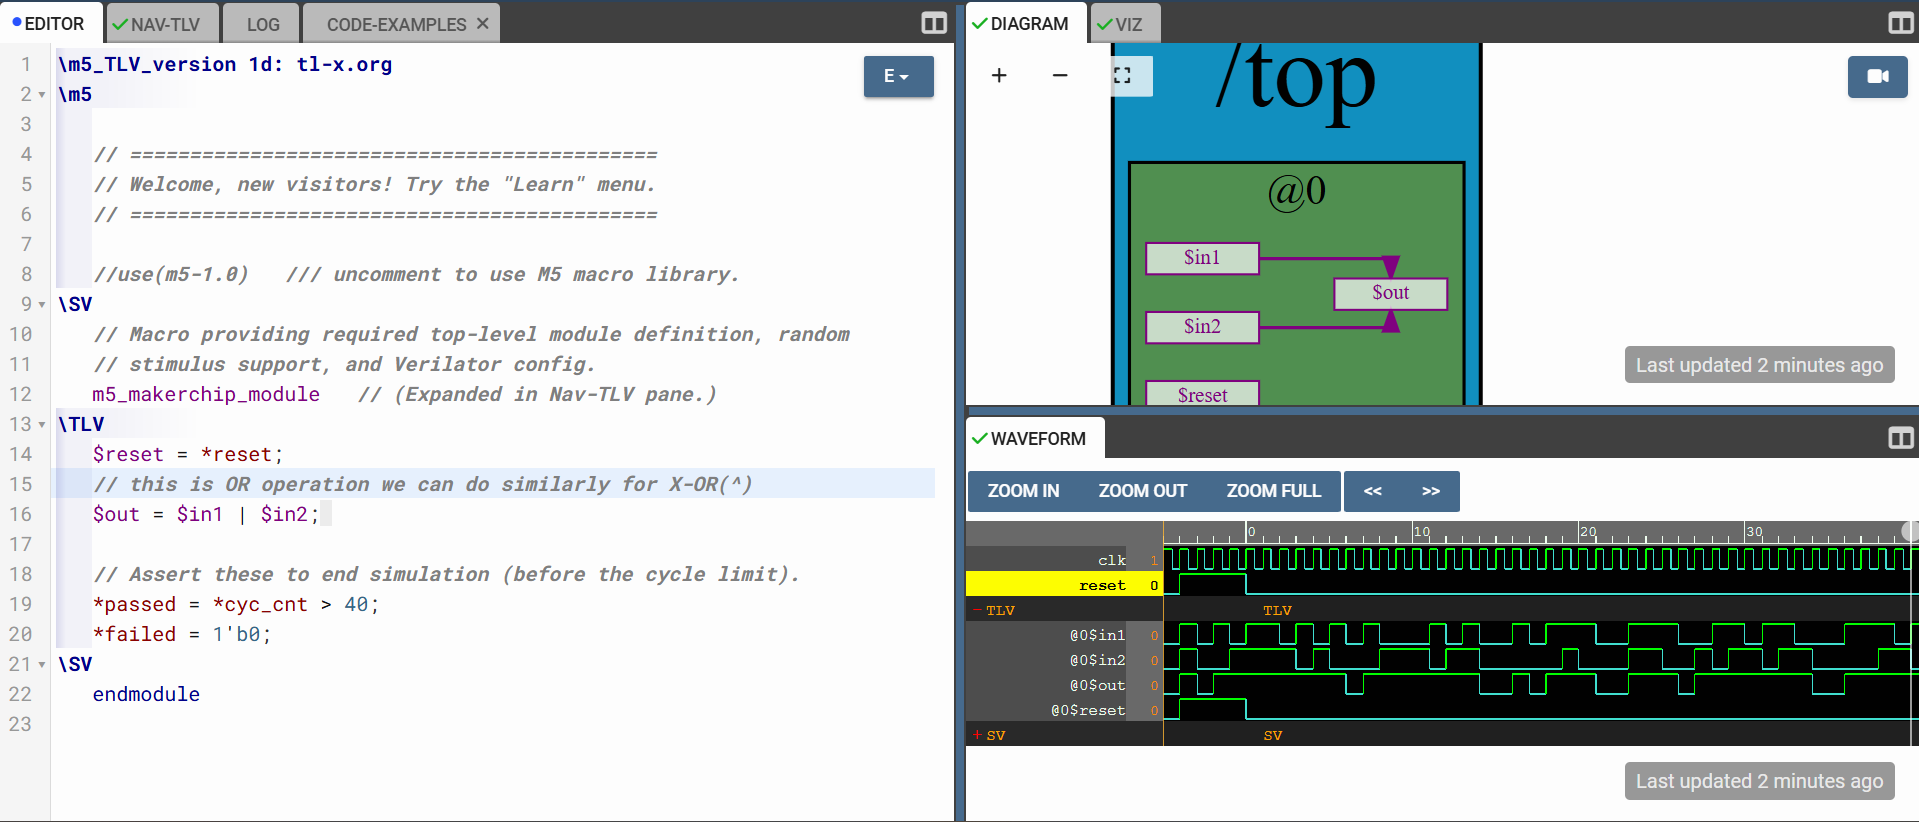 EDITOR
NAV-TLV
LOG
CODE-EXAMPLES
1 \m5_TLV_version 1d: tl-x.org
2 \m5
3
4 // ============================================
5 // Welcome, new visitors! Try the "Learn" menu.
6 // ============================================
7
8 //use(m5-1.0)   /// uncomment to use M5 macro library.
9 \SV
10 // Macro providing required top-level module definition, random
11 // stimulus support, and Verilator config.
12 m5_makerchip_module   // (Expanded in Nav-TLV pane.)
13 \TLV
14 $reset = *reset;
15 // this is OR operation we can do similarly for X-OR(^)
16 $out = $in1 | $in2;
17
18 // Assert these to end simulation (before the cycle limit).
19 *passed = *cyc_cnt > 40;
20 *failed = 1'b0;
21 \SV
22 endmodule
23
E
DIAGRAM
VIZ
/top
@0
$in1
$out
$in2
$reset
Last updated 2 minutes ago
WAVEFORM
ZOOM IN ZOOM OUT ZOOM FULL << >>
0 10 20 30
clk 1
reset 0
- TLV TLV
@0$in1 0
@0$in2 0
@0$out 0
@0$reset 0
+ SV SV
Last updated 2 minutes ago